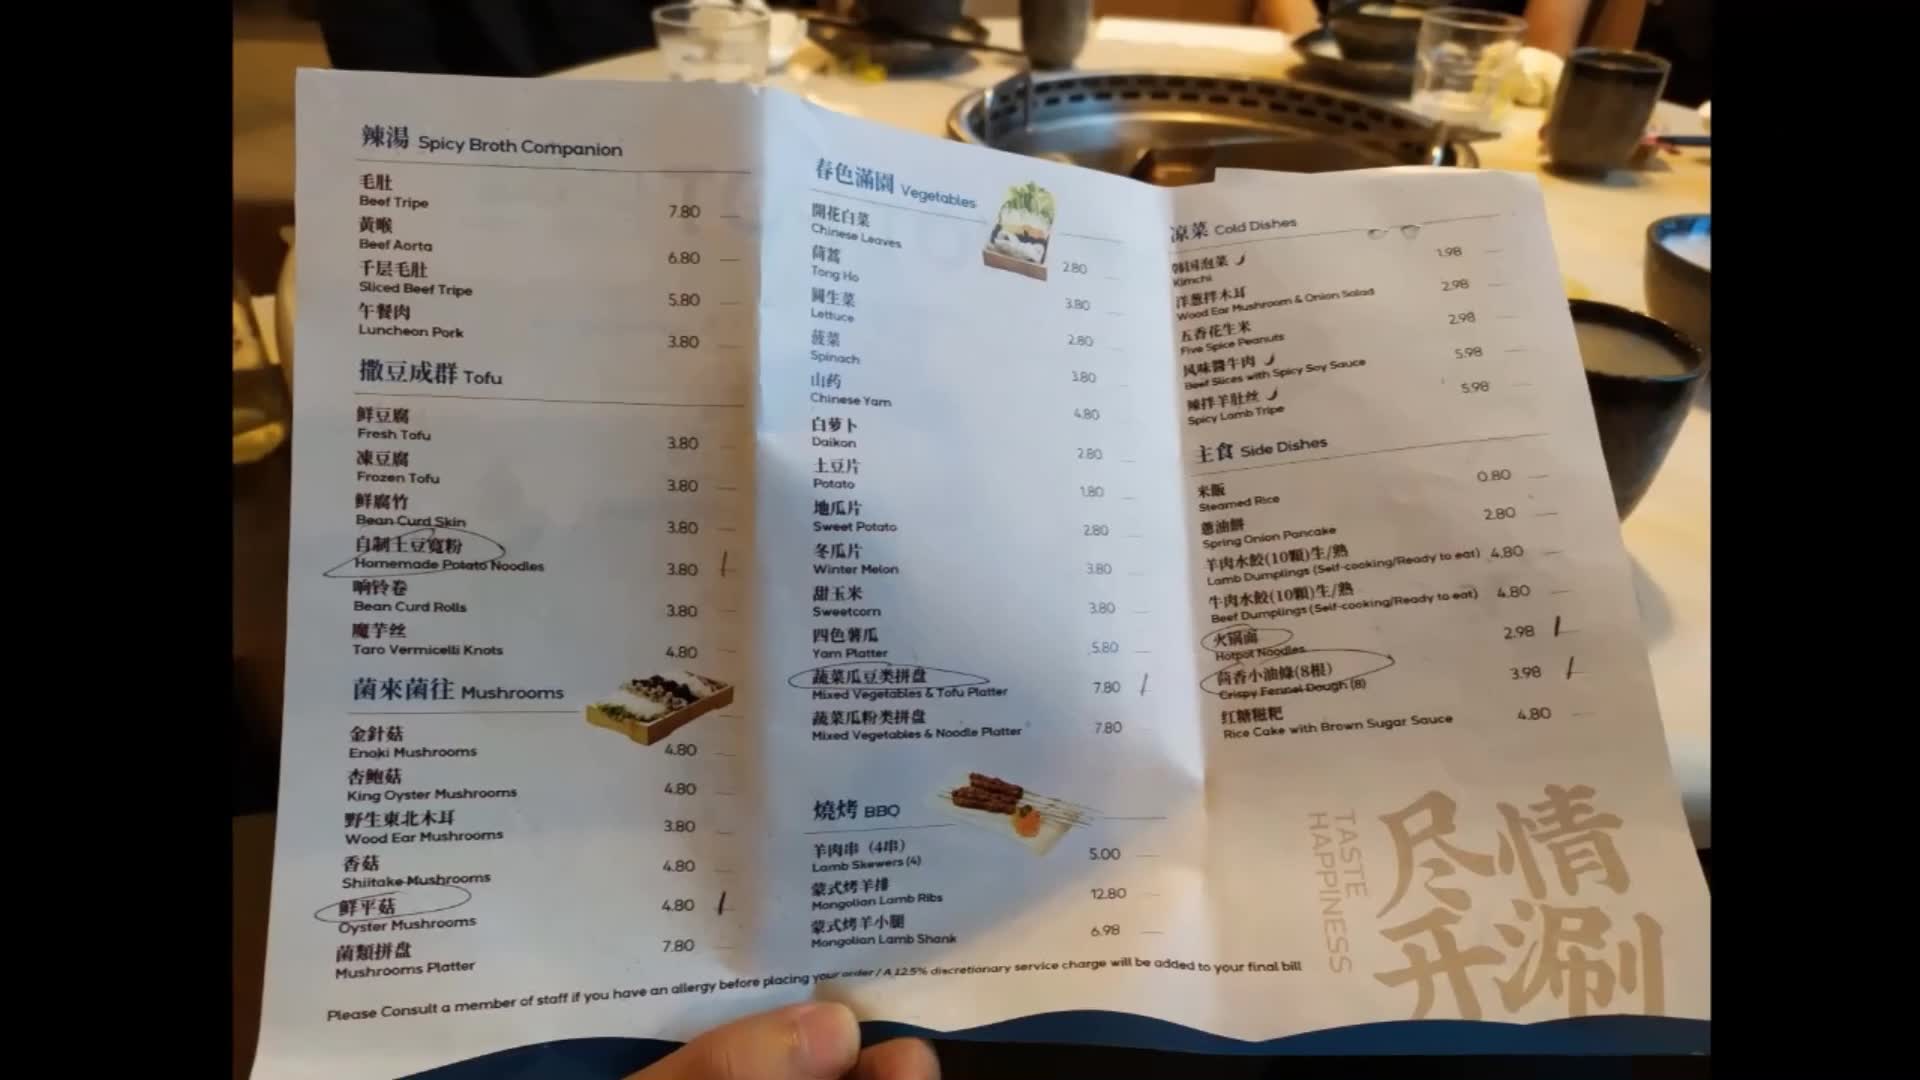 辣湯 Spicy Broth Companion
毛肚
Beef Tripe 7.80
黃喉
Beef Aorta 6.80
千层毛肚
Sliced Beef Tripe 5.80
午餐肉
Luncheon Pork 3.80
撒豆成群 Tofu
鲜豆腐
Fresh Tofu 3.80
凍豆腐
Frozen Tofu 3.80
鲜腐竹
Bean Curd Skin 3.80
自制土豆寬粉
Homemade Potato Noodles 3.80
响铃卷
Bean Curd Rolls 3.80
魔芋丝
Taro Vermicelli Knots 4.80
菌來菌往 Mushrooms
金針菇
Enoki Mushrooms 4.80
杏鲍菇
King Oyster Mushrooms 4.80
野生東北木耳
Wood Ear Mushrooms 3.80
香菇
Shiitake Mushrooms 4.80
鲜平菇
Oyster Mushrooms 4.80
菌類拼盘
Mushrooms Platter 7.80
春色滿園 Vegetables
開花白菜
Chinese Leaves 2.80
茼蒿
Tong Ho 3.80
圓生菜
Lettuce 2.80
菠菜
Spinach 3.80
山药
Chinese Yam 4.80
白萝卜
Daikon 2.80
土豆片
Potato 1.80
地瓜片
Sweet Potato 2.80
冬瓜片
Winter Melon 3.80
甜玉米
Sweetcorn 3.80
四色薯瓜
Yam Platter 5.80
蔬菜瓜豆类拼盘
Mixed Vegetables & Tofu Platter 7.80
蔬菜瓜粉类拼盘
Mixed Vegetables & Noodle Platter 7.80
燒烤 BBQ
羊肉串（4串）
Lamb Skewers (4) 5.00
蒙式烤羊排
Mongolian Lamb Ribs 12.80
蒙式烤羊小腿
Mongolian Lamb Shank 6.98
凉菜 Cold Dishes
韩国泡菜
Kimchi 1.98
洋葱拌木耳
Wood Ear Mushroom & Onion Salad 2.98
五香花生米
Five Spice Peanuts 2.98
风味醬牛肉
Beef Slices with Spicy Soy Sauce 5.98
辣拌羊肚丝
Spicy Lamb Tripe 5.98
主食 Side Dishes
米飯
Steamed Rice 0.80
蔥油餅
Spring Onion Pancake 2.80
羊肉水餃(10顆)生/熟
Lamb Dumplings (Self-cooking/Ready to eat) 4.80
牛肉水餃(10顆)生/熟
Beef Dumplings (Self-cooking/Ready to eat) 4.80
火锅面
Hotpot Noodles 2.98
茴香小油條(8根)
Crispy Fennel Dough (8) 3.98
红糖糍粑
Rice Cake with Brown Sugar Sauce 4.80
TASTE
HAPPINESS
尽情
开涮
Please Consult a member of staff if you have an allergy before placing your order / A 12.5% discretionary service charge will be added to your final bill